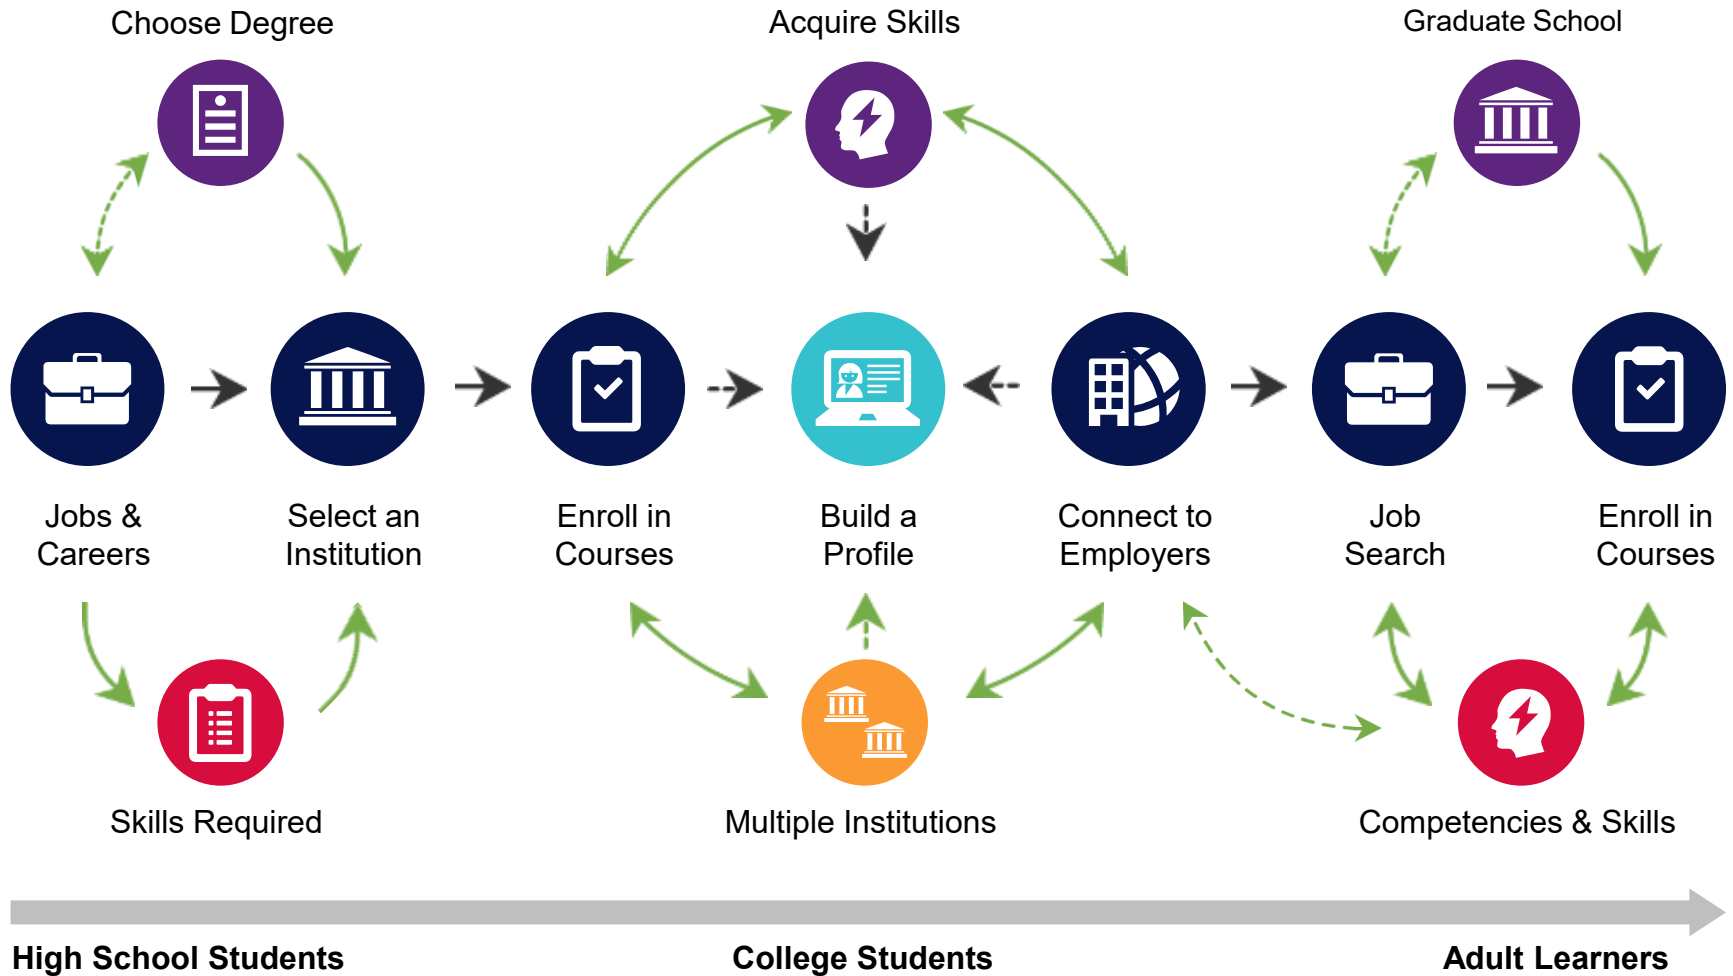 Choose Degree
Acquire Skills
Graduate School
Jobs &
Careers
Select an
Institution
Enroll in
Courses
Build a
Profile
Connect to
Employers
Job
Search
Enroll in
Courses
Skills Required
Multiple Institutions
Competencies & Skills
High School Students
College Students
Adult Learners